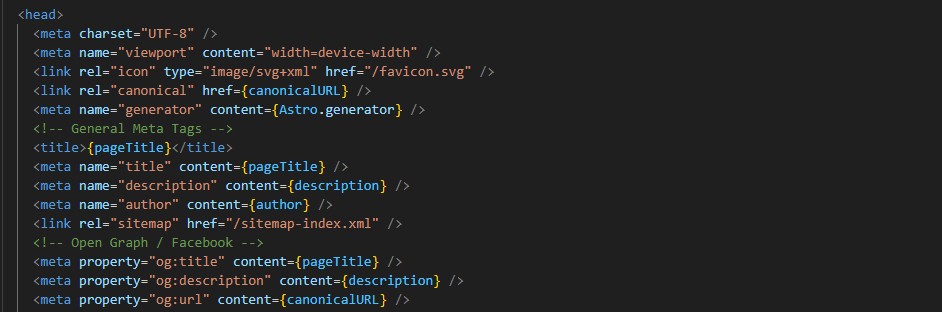 <head>
<meta charset="UTF-8" />
<meta name="viewport" content="width=device-width" />
<link rel="icon" type="image/svg+xml" href="/favicon.svg" />
<link rel="canonical" href={canonicalURL} />
<meta name="generator" content={Astro.generator} />
<!-- General Meta Tags -->
<title>{pageTitle}</title>
<meta name="title" content={pageTitle} />
<meta name="description" content={description} />
<meta name="author" content={author} />
<link rel="sitemap" href="/sitemap-index.xml" />
<!-- Open Graph / Facebook -->
<meta property="og:title" content={pageTitle} />
<meta property="og:description" content={description} />
<meta property="og:url" content={canonicalURL} />